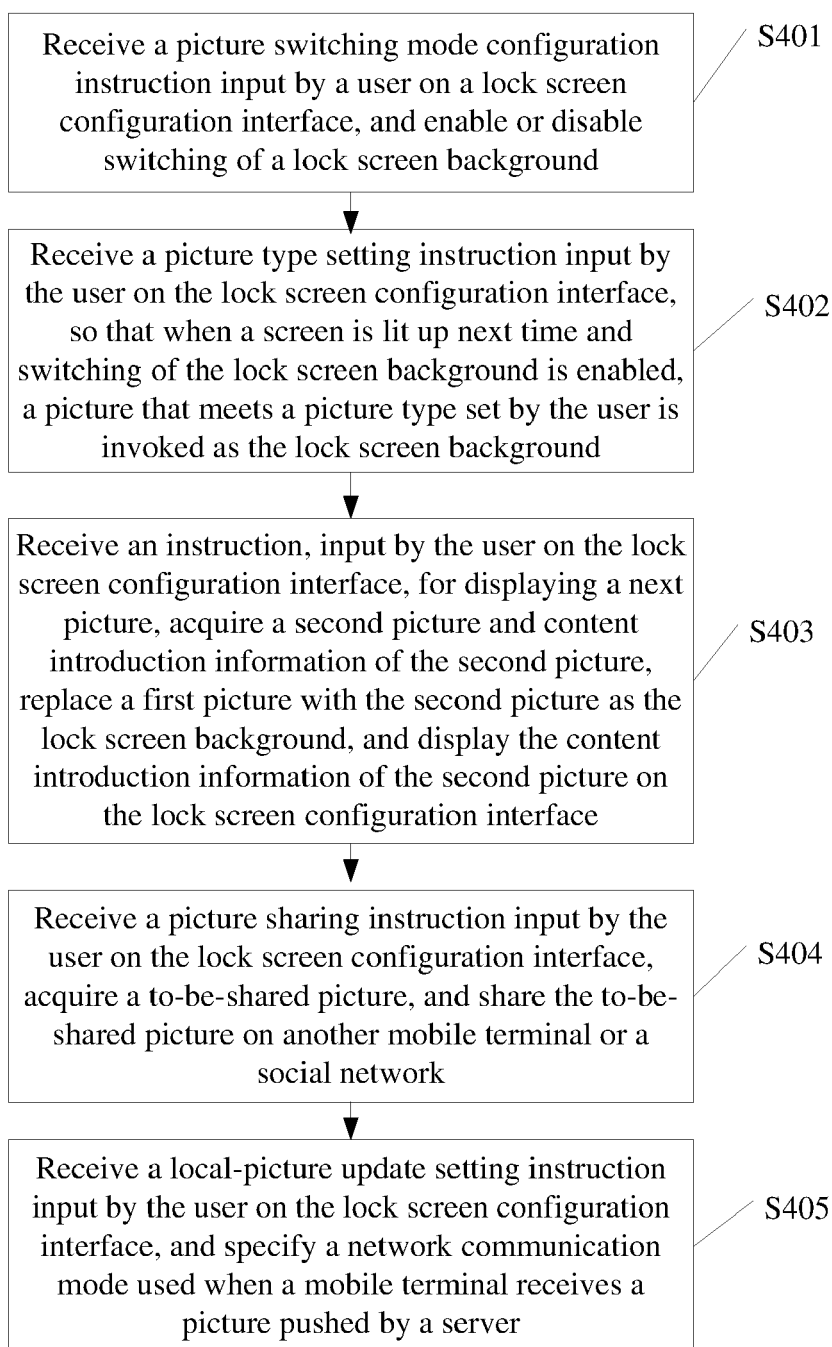 Receive a picture switching mode configuration
instruction input by a user on a lock screen
configuration interface, and enable or disable
switching of a lock screen background
S401
Receive a picture type setting instruction input by
the user on the lock screen configuration interface,
so that when a screen is lit up next time and
switching of the lock screen background is enabled,
a picture that meets a picture type set by the user is
invoked as the lock screen background
S402
Receive an instruction, input by the user on the lock
screen configuration interface, for displaying a next
picture, acquire a second picture and content
introduction information of the second picture,
replace a first picture with the second picture as the
lock screen background, and display the content
introduction information of the second picture on
the lock screen configuration interface
S403
Receive a picture sharing instruction input by the
user on the lock screen configuration interface,
acquire a to-be-shared picture, and share the to-be-
shared picture on another mobile terminal or a
social network
S404
Receive a local-picture update setting instruction
input by the user on the lock screen configuration
interface, and specify a network communication
mode used when a mobile terminal receives a
picture pushed by a server
S405